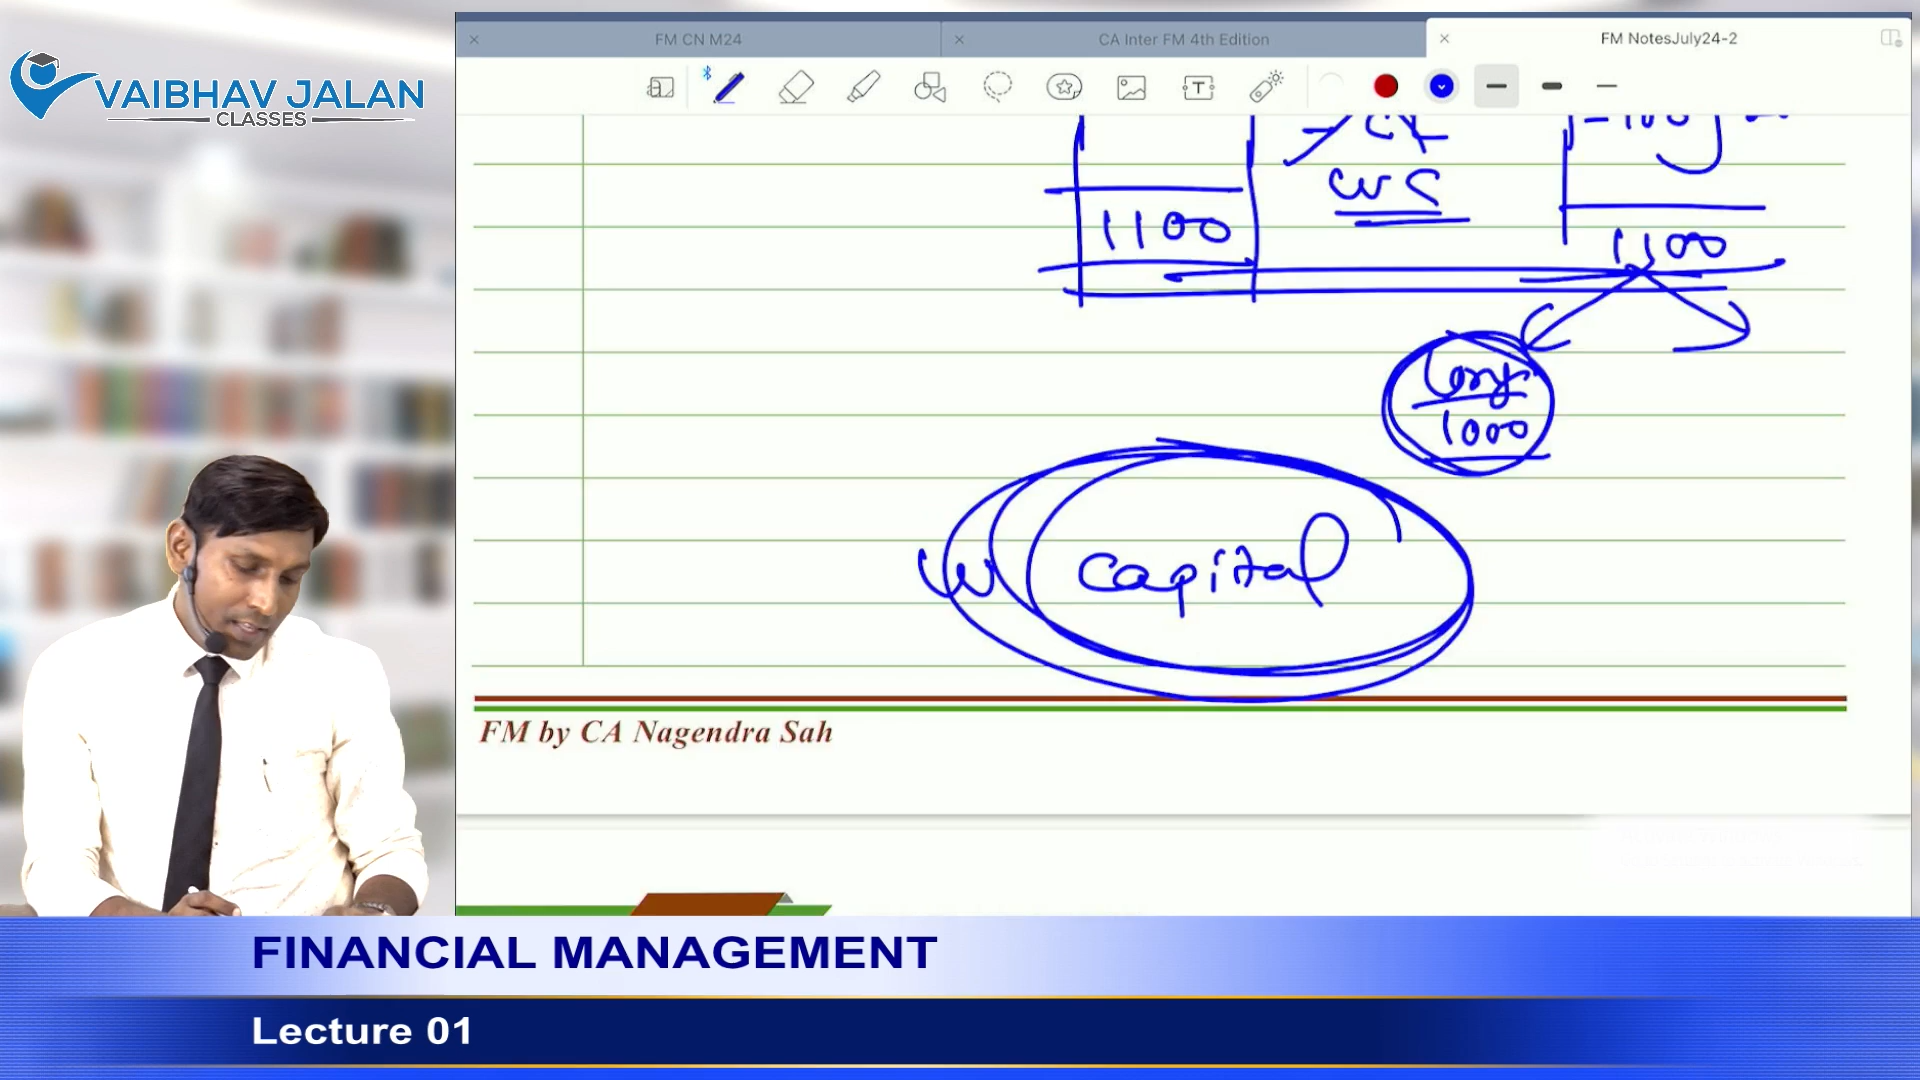 VAIBHAV JALAN
CLASSES
FM CN M24
CA Inter FM 4th Edition
FM NotesJuly24-2
T
WC
1100
1100
Long
1000
W
capital
FM by CA Nagendra Sah
FINANCIAL MANAGEMENT
Lecture 01